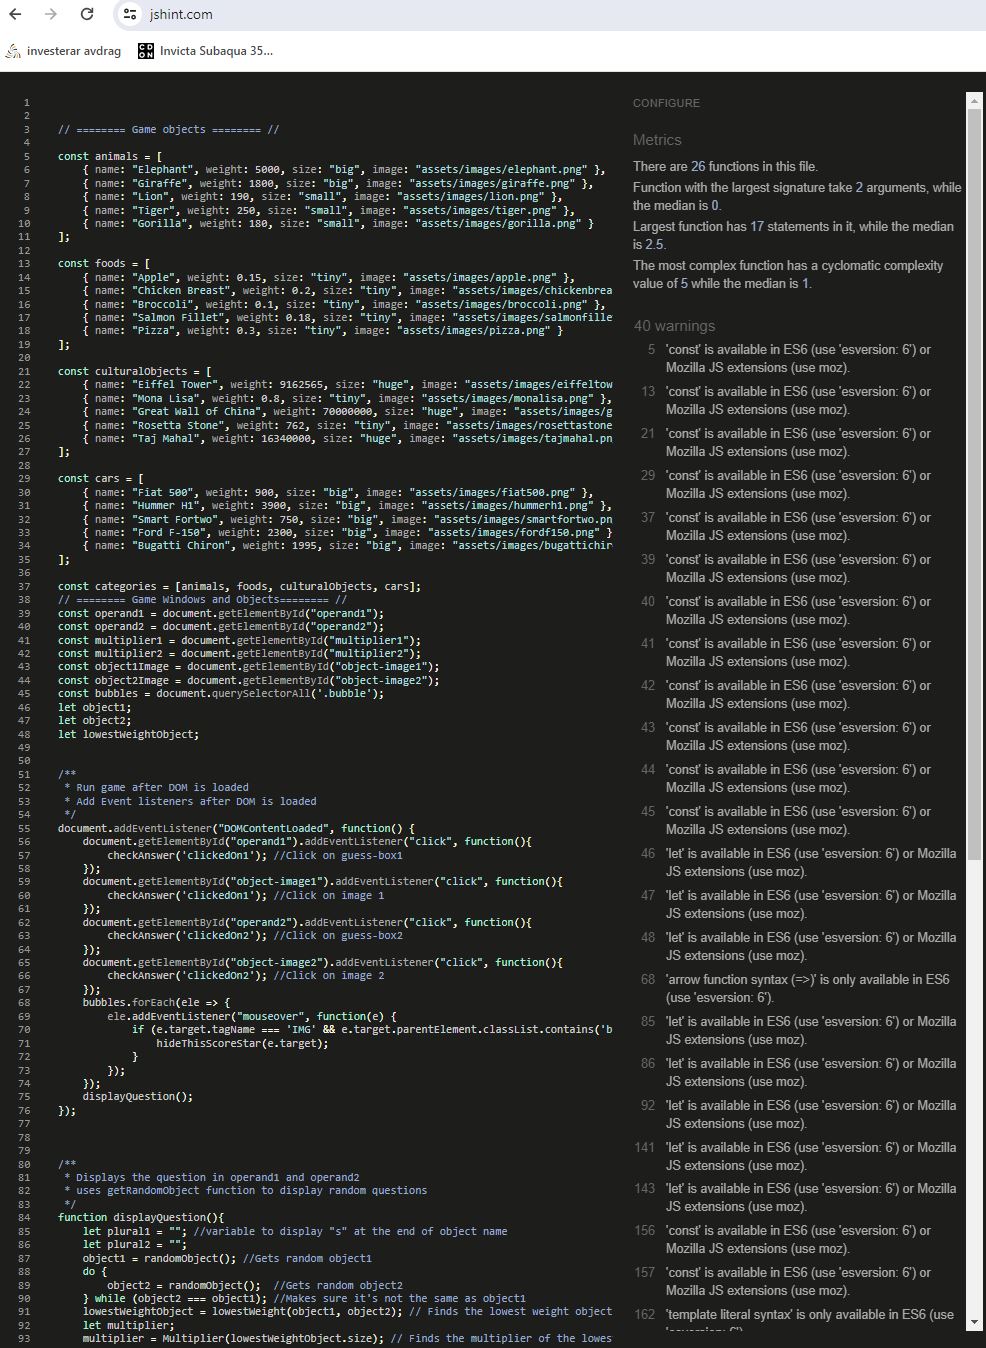 jshint.com
investerar avdrag
CDON
Invicta Subaqua 35...
1
2
3 // ======== Game objects ======== //
4
5 const animals = [
6 { name: "Elephant", weight: 5000, size: "big", image: "assets/images/elephant.png" },
7 { name: "Giraffe", weight: 1800, size: "big", image: "assets/images/giraffe.png" },
8 { name: "Lion", weight: 190, size: "small", image: "assets/images/lion.png" },
9 { name: "Tiger", weight: 250, size: "small", image: "assets/images/tiger.png" },
10 { name: "Gorilla", weight: 180, size: "small", image: "assets/images/gorilla.png" }
11 ];
12
13 const foods = [
14 { name: "Apple", weight: 0.15, size: "tiny", image: "assets/images/apple.png" },
15 { name: "Chicken Breast", weight: 0.2, size: "tiny", image: "assets/images/chickenbrea
16 { name: "Broccoli", weight: 0.1, size: "tiny", image: "assets/images/broccoli.png" },
17 { name: "Salmon Fillet", weight: 0.18, size: "tiny", image: "assets/images/salmonfille
18 { name: "Pizza", weight: 0.3, size: "tiny", image: "assets/images/pizza.png" }
19 ];
20
21 const culturalObjects = [
22 { name: "Eiffel Tower", weight: 9162565, size: "huge", image: "assets/images/eiffeltow
23 { name: "Mona Lisa", weight: 0.8, size: "tiny", image: "assets/images/monalisa.png" },
24 { name: "Great Wall of China", weight: 70000000, size: "huge", image: "assets/images/g
25 { name: "Rosetta Stone", weight: 762, size: "tiny", image: "assets/images/rosettastone
26 { name: "Taj Mahal", weight: 16340000, size: "huge", image: "assets/images/tajmahal.pn
27 ];
28
29 const cars = [
30 { name: "Fiat 500", weight: 900, size: "big", image: "assets/images/fiat500.png" },
31 { name: "Hummer H1", weight: 3900, size: "big", image: "assets/images/hummerh1.png" },
32 { name: "Smart Fortwo", weight: 750, size: "big", image: "assets/images/smartfortwo.pn
33 { name: "Ford F-150", weight: 2300, size: "big", image: "assets/images/fordf150.png" }
34 { name: "Bugatti Chiron", weight: 1995, size: "big", image: "assets/images/bugattichir
35 ];
36
37 const categories = [animals, foods, culturalObjects, cars];
38 // ======== Game Windows and Objects======== //
39 const operand1 = document.getElementById("operand1");
40 const operand2 = document.getElementById("operand2");
41 const multiplier1 = document.getElementById("multiplier1");
42 const multiplier2 = document.getElementById("multiplier2");
43 const object1Image = document.getElementById("object-image1");
44 const object2Image = document.getElementById("object-image2");
45 const bubbles = document.querySelectorAll('.bubble');
46 let object1;
47 let object2;
48 let lowestWeightObject;
49
50
51 /**
52 * Run game after DOM is loaded
53 * Add Event listeners after DOM is loaded
54 */
55 document.addEventListener("DOMContentLoaded", function() {
56 document.getElementById("operand1").addEventListener("click", function(){
57 checkAnswer('clickedOn1'); //Click on guess-box1
58 });
59 document.getElementById("object-image1").addEventListener("click", function(){
60 checkAnswer('clickedOn1'); //Click on image 1
61 });
62 document.getElementById("operand2").addEventListener("click", function(){
63 checkAnswer('clickedOn2'); //Click on guess-box2
64 });
65 document.getElementById("object-image2").addEventListener("click", function(){
66 checkAnswer('clickedOn2'); //Click on image 2
67 });
68 bubbles.forEach(ele => {
69 ele.addEventListener("mouseover", function(e) {
70 if (e.target.tagName === 'IMG' && e.target.parentElement.classList.contains('b
71 hideThisScoreStar(e.target);
72 }
73 });
74 });
75 displayQuestion();
76 });
77
78
79
80 /**
81 * Displays the question in operand1 and operand2
82 * uses getRandomObject function to display random questions
83 */
84 function displayQuestion(){
85 let plural1 = ""; //variable to display "s" at the end of object name
86 let plural2 = "";
87 object1 = randomObject(); //Gets random object1
88 do {
89 object2 = randomObject(); //Gets random object2
90 } while (object2 === object1); //Makes sure it's not the same as object1
91 lowestWeightObject = lowestWeight(object1, object2); // Finds the lowest weight object
92 let multiplier;
93 multiplier = Multiplier(lowestWeightObject.size); // Finds the multiplier of the lowes
CONFIGURE
Metrics
There are 26 functions in this file.
Function with the largest signature take 2 arguments, while
the median is 0.
Largest function has 17 statements in it, while the median
is 2.5.
The most complex function has a cyclomatic complexity
value of 5 while the median is 1.
40 warnings
5 'const' is available in ES6 (use 'esversion: 6') or
Mozilla JS extensions (use moz).
13 'const' is available in ES6 (use 'esversion: 6') or
Mozilla JS extensions (use moz).
21 'const' is available in ES6 (use 'esversion: 6') or
Mozilla JS extensions (use moz).
29 'const' is available in ES6 (use 'esversion: 6') or
Mozilla JS extensions (use moz).
37 'const' is available in ES6 (use 'esversion: 6') or
Mozilla JS extensions (use moz).
39 'const' is available in ES6 (use 'esversion: 6') or
Mozilla JS extensions (use moz).
40 'const' is available in ES6 (use 'esversion: 6') or
Mozilla JS extensions (use moz).
41 'const' is available in ES6 (use 'esversion: 6') or
Mozilla JS extensions (use moz).
42 'const' is available in ES6 (use 'esversion: 6') or
Mozilla JS extensions (use moz).
43 'const' is available in ES6 (use 'esversion: 6') or
Mozilla JS extensions (use moz).
44 'const' is available in ES6 (use 'esversion: 6') or
Mozilla JS extensions (use moz).
45 'const' is available in ES6 (use 'esversion: 6') or
Mozilla JS extensions (use moz).
46 'let' is available in ES6 (use 'esversion: 6') or Mozilla
JS extensions (use moz).
47 'let' is available in ES6 (use 'esversion: 6') or Mozilla
JS extensions (use moz).
48 'let' is available in ES6 (use 'esversion: 6') or Mozilla
JS extensions (use moz).
68 'arrow function syntax (=>)' is only available in ES6
(use 'esversion: 6').
85 'let' is available in ES6 (use 'esversion: 6') or Mozilla
JS extensions (use moz).
86 'let' is available in ES6 (use 'esversion: 6') or Mozilla
JS extensions (use moz).
92 'let' is available in ES6 (use 'esversion: 6') or Mozilla
JS extensions (use moz).
141 'let' is available in ES6 (use 'esversion: 6') or Mozilla
JS extensions (use moz).
143 'let' is available in ES6 (use 'esversion: 6') or Mozilla
JS extensions (use moz).
156 'const' is available in ES6 (use 'esversion: 6') or
Mozilla JS extensions (use moz).
157 'const' is available in ES6 (use 'esversion: 6') or
Mozilla JS extensions (use moz).
162 'template literal syntax' is only available in ES6 (use